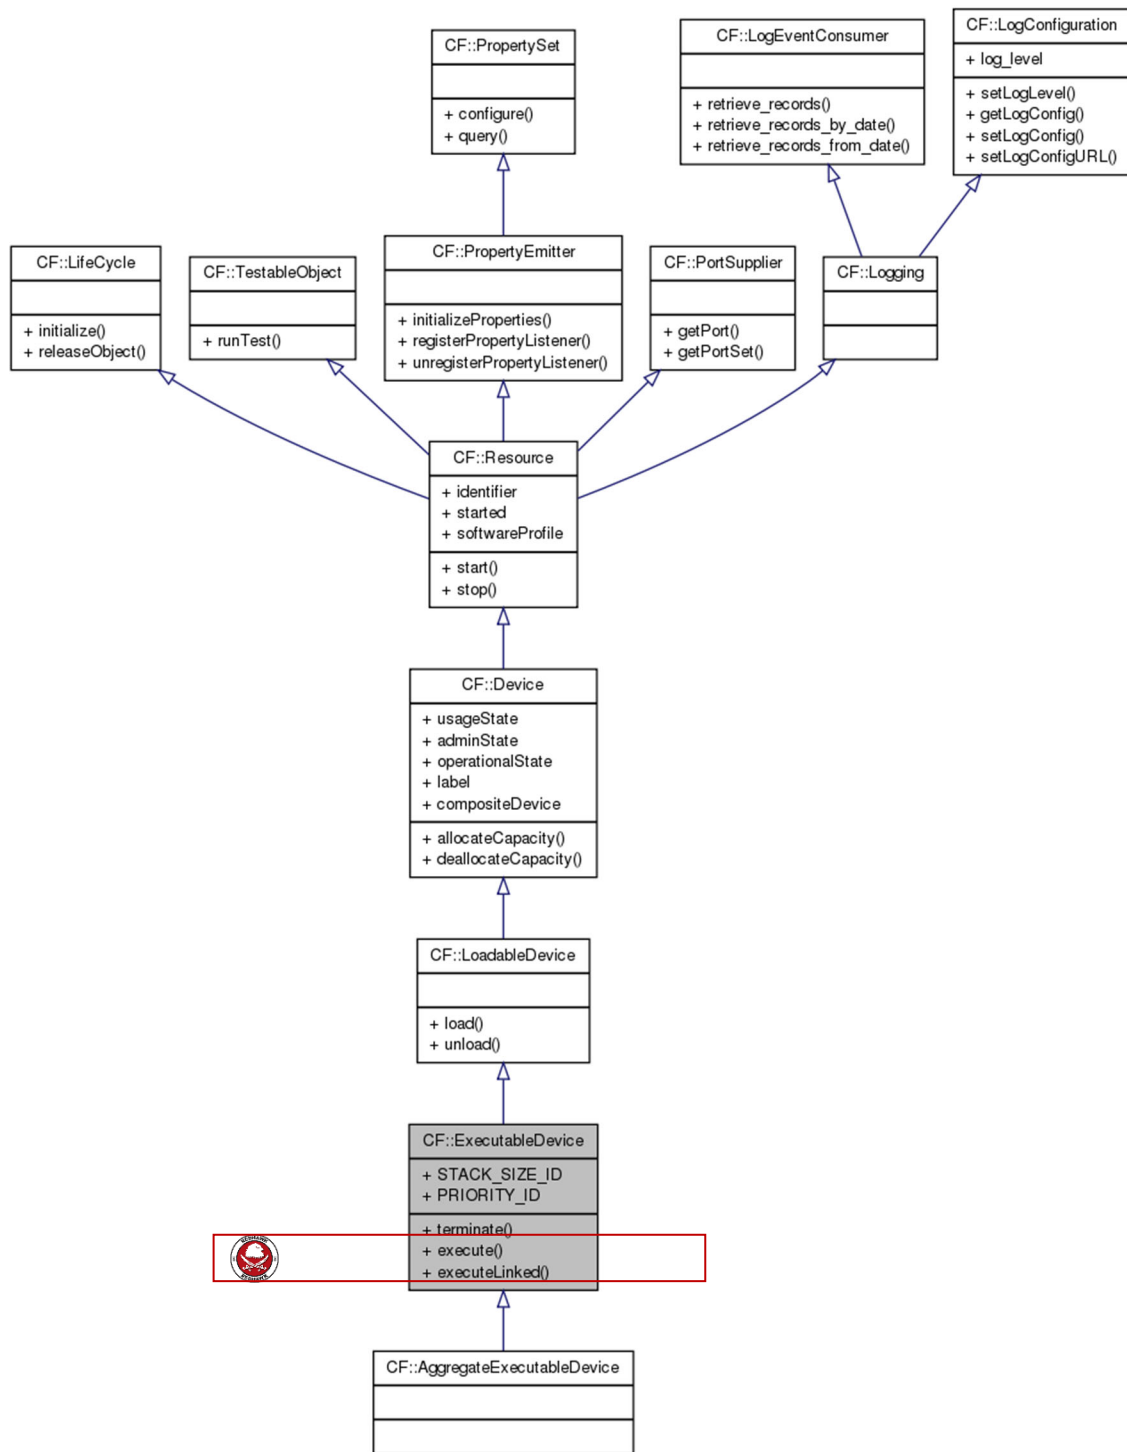 CF::PropertySet
+ configure()
+ query()
CF::LogEventConsumer
+ retrieve_records()
+ retrieve_records_by_date()
+ retrieve_records_from_date()
CF::LogConfiguration
+ log_level
+ setLogLevel()
+ getLogConfig()
+ setLogConfig()
+ setLogConfigURL()
CF::LifeCycle
+ initialize()
+ releaseObject()
CF::TestableObject
+ runTest()
CF::PropertyEmitter
+ initializeProperties()
+ registerPropertyListener()
+ unregisterPropertyListener()
CF::PortSupplier
+ getPort()
+ getPortSet()
CF::Logging
CF::Resource
+ identifier
+ started
+ softwareProfile
+ start()
+ stop()
CF::Device
+ usageState
+ adminState
+ operationalState
+ label
+ compositeDevice
+ allocateCapacity()
+ deallocateCapacity()
CF::LoadableDevice
+ load()
+ unload()
CF::ExecutableDevice
+ STACK_SIZE_ID
+ PRIORITY_ID
+ terminate()
+ execute()
+ executeLinked()
REDHAWK
REDHAWK
CF::AggregateExecutableDevice